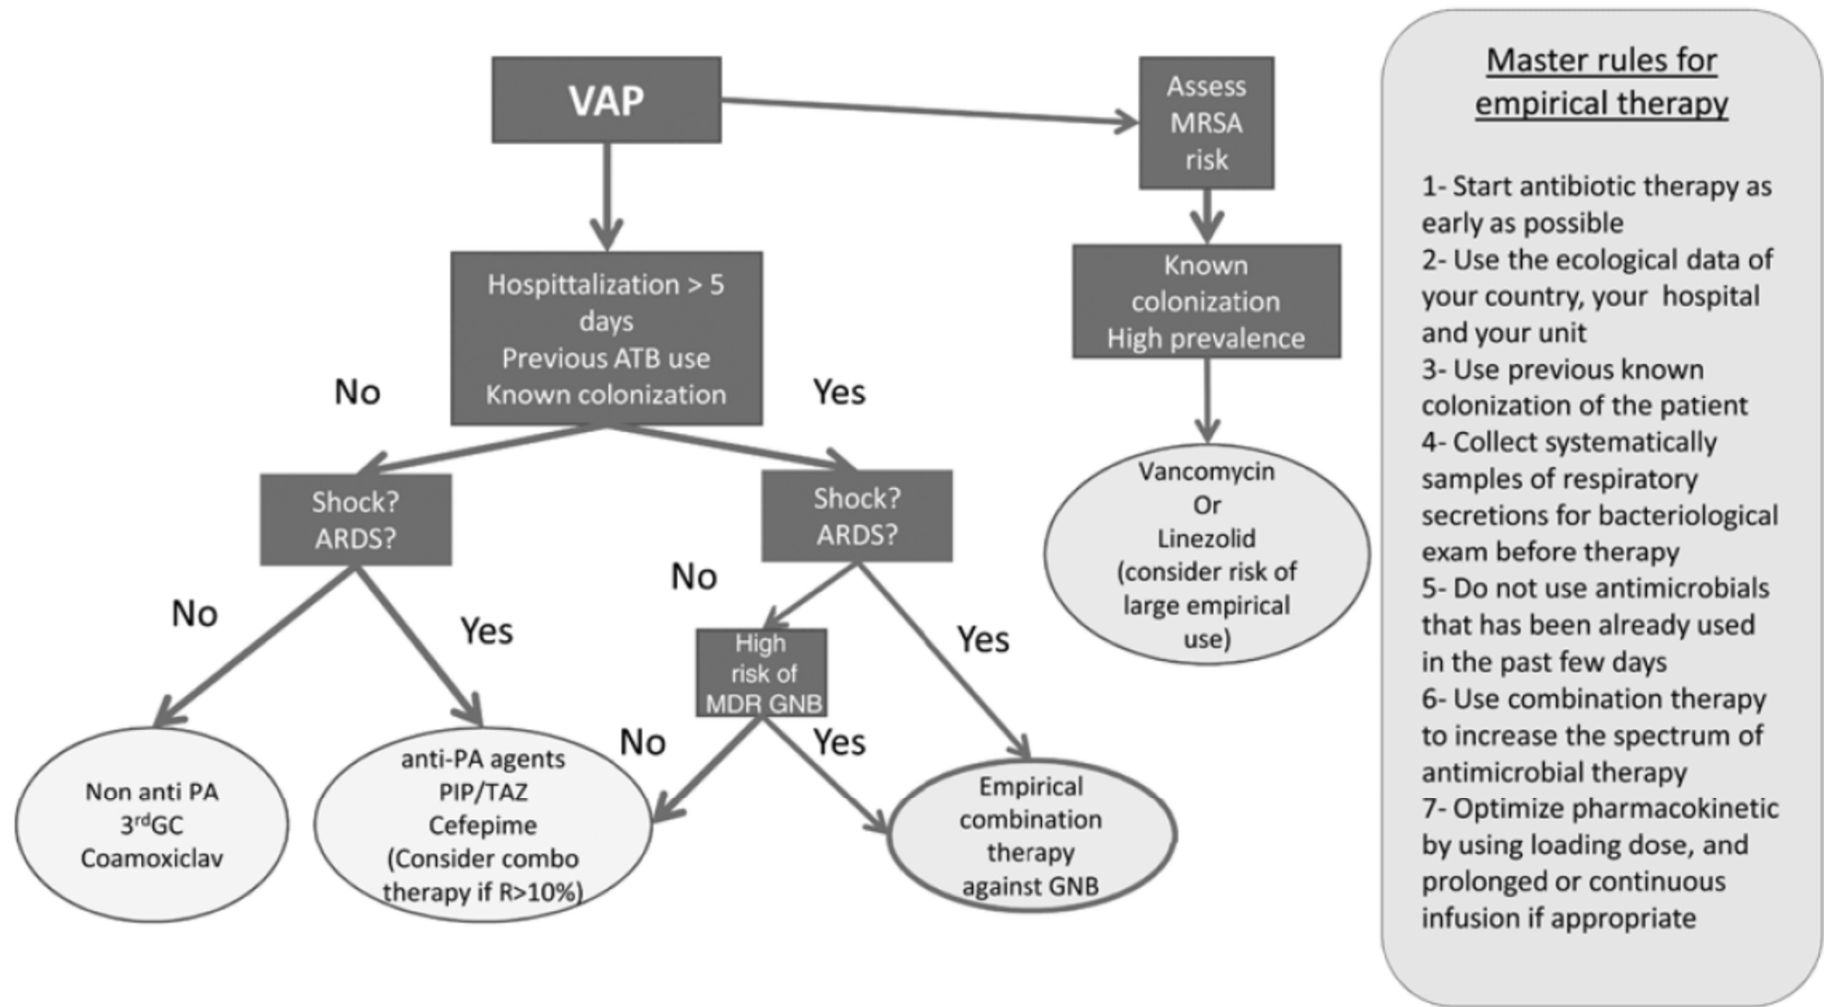 VAP
Assess
MRSA
risk
Hospittalization > 5
days
Previous ATB use
Known colonization
Known
colonization
High prevalence
No
Yes
Shock?
ARDS?
Shock?
ARDS?
Vancomycin
Or
Linezolid
(consider risk of
large empirical
use)
No
Yes
No
Yes
High
risk of
MDR GNB
No
Yes
Non anti PA
3rdGC
Coamoxiclav
anti-PA agents
PIP/TAZ
Cefepime
(Consider combo
therapy if R>10%)
Empirical
combination
therapy
against GNB
Master rules for
empirical therapy
1- Start antibiotic therapy as
early as possible
2- Use the ecological data of
your country, your hospital
and your unit
3- Use previous known
colonization of the patient
4- Collect systematically
samples of respiratory
secretions for bacteriological
exam before therapy
5- Do not use antimicrobials
that has been already used
in the past few days
6- Use combination therapy
to increase the spectrum of
antimicrobial therapy
7- Optimize pharmacokinetic
by using loading dose, and
prolonged or continuous
infusion if appropriate